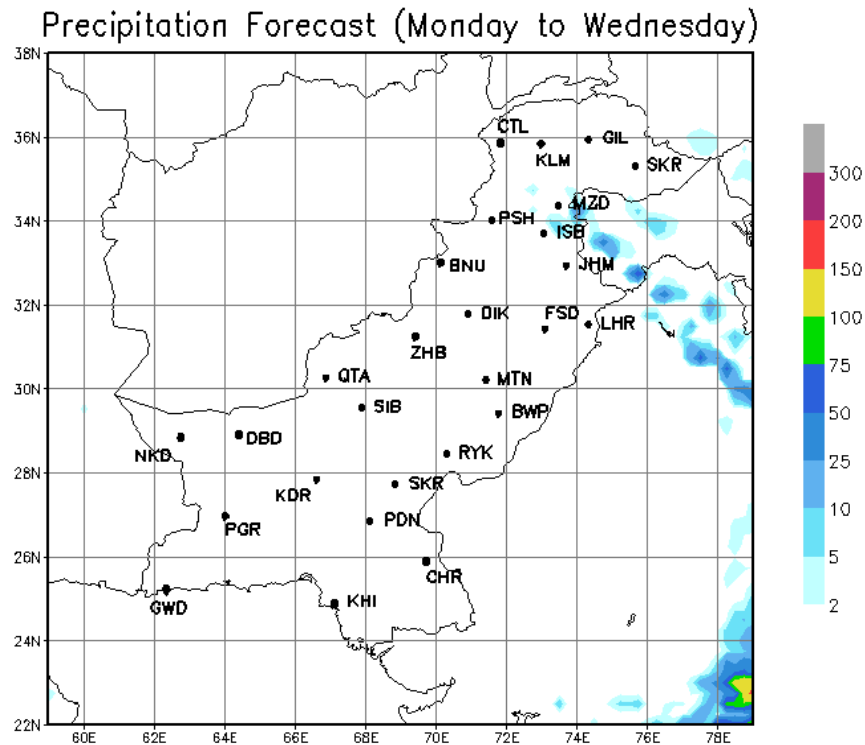 Precipitation Forecast (Monday to Wednesday)
38N
36N
34N
32N
30N
28N
26N
24N
22N
60E
62E
64E
66E
68E
70E
72E
74E
76E
78E
CTL
KLM
GIL
SKR
MZD
PSH
ISB
BNU
JHM
DIK
FSD
LHR
ZHB
QTA
MTN
SIB
BWP
NKD
DBD
RYK
KDR
SKR
PGR
PDN
CHR
GWD
KHI
300
200
150
100
75
50
25
10
5
2